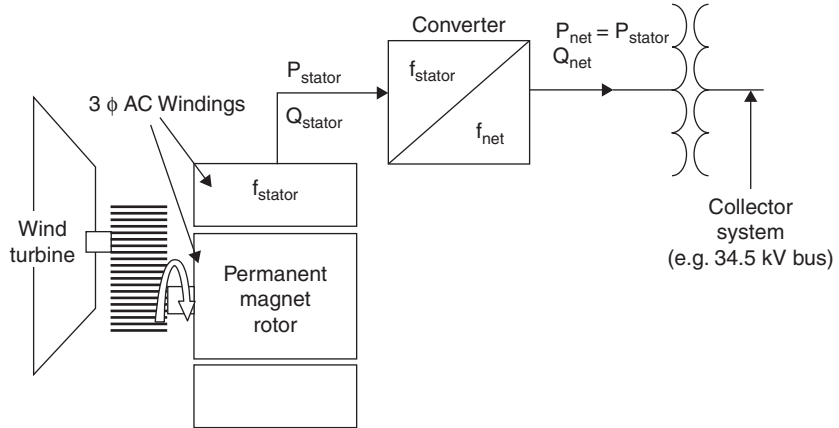 Converter
P_net = P_stator
Q_net
P_stator
Q_stator
f_stator
f_net
3 ϕ AC Windings
f_stator
Wind
turbine
Permanent
magnet
rotor
Collector
system
(e.g. 34.5 kV bus)